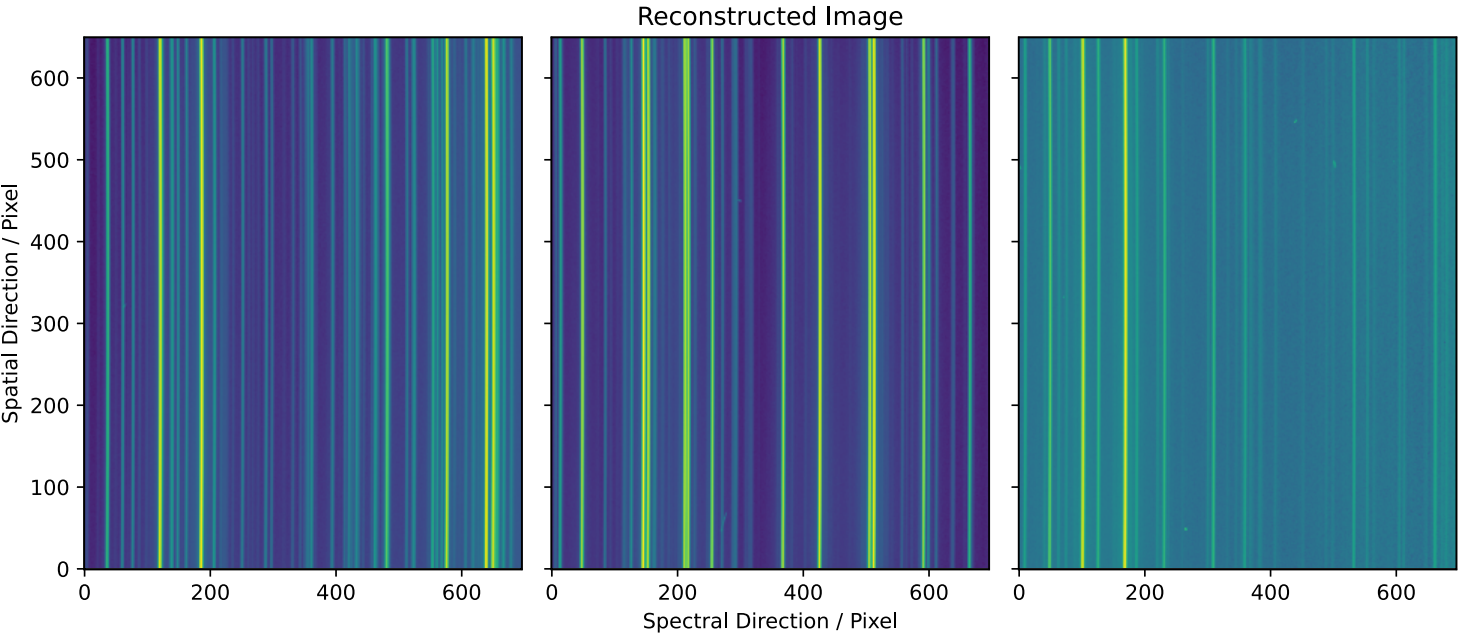 Reconstructed Image
Spatial Direction / Pixel
600
500
400
300
200
100
0
0 200 400 600
0 200 400 600
0 200 400 600
Spectral Direction / Pixel